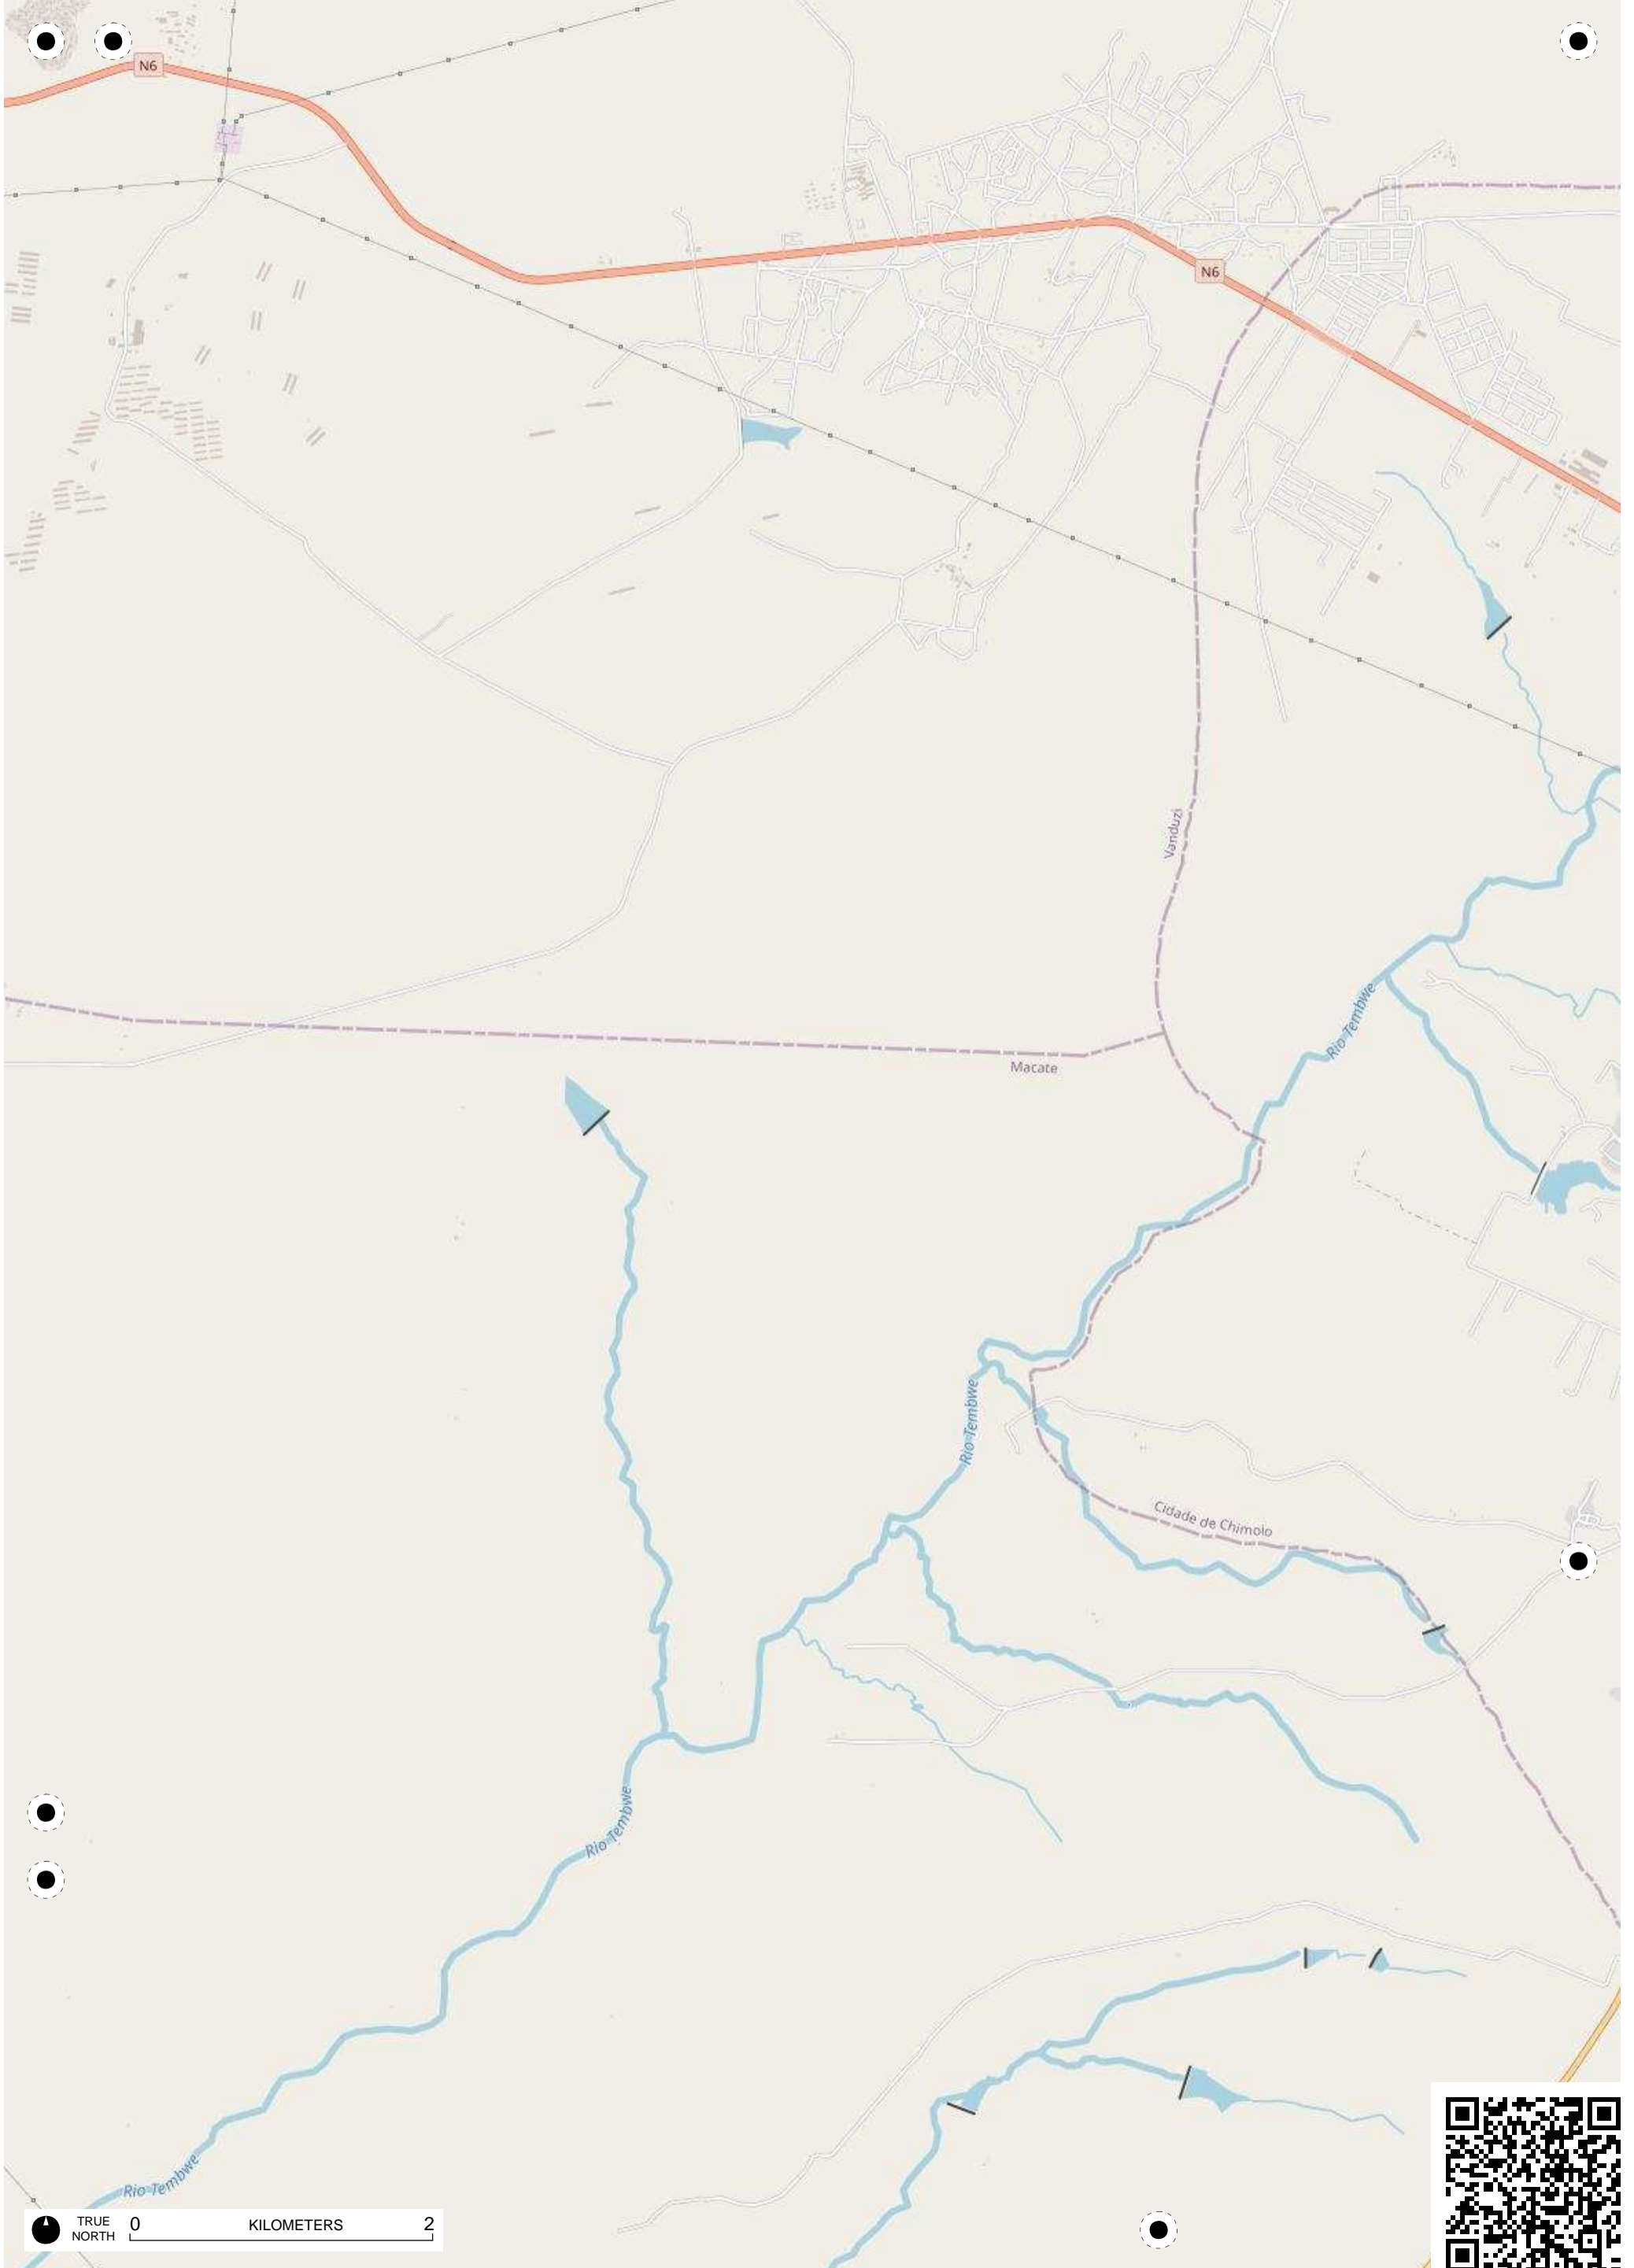 N6
N6
Vanduzi
Rio Tembwe
Macate
Rio Tembwe
Cidade de Chimoio
Rio Tembwe
Rio Tembwe
TRUE
NORTH
0 KILOMETERS 2